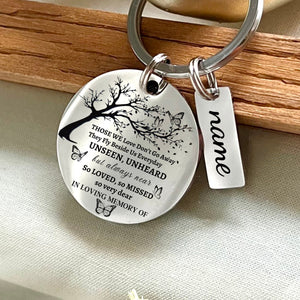 THOSE WE LOVE DON'T GO AWAY
They Fly Beside Us Everyday
UNSEEN, UNHEARD
but always near
SO LOVED, SO MISSED
so very dear
IN LOVING MEMORY OF
name